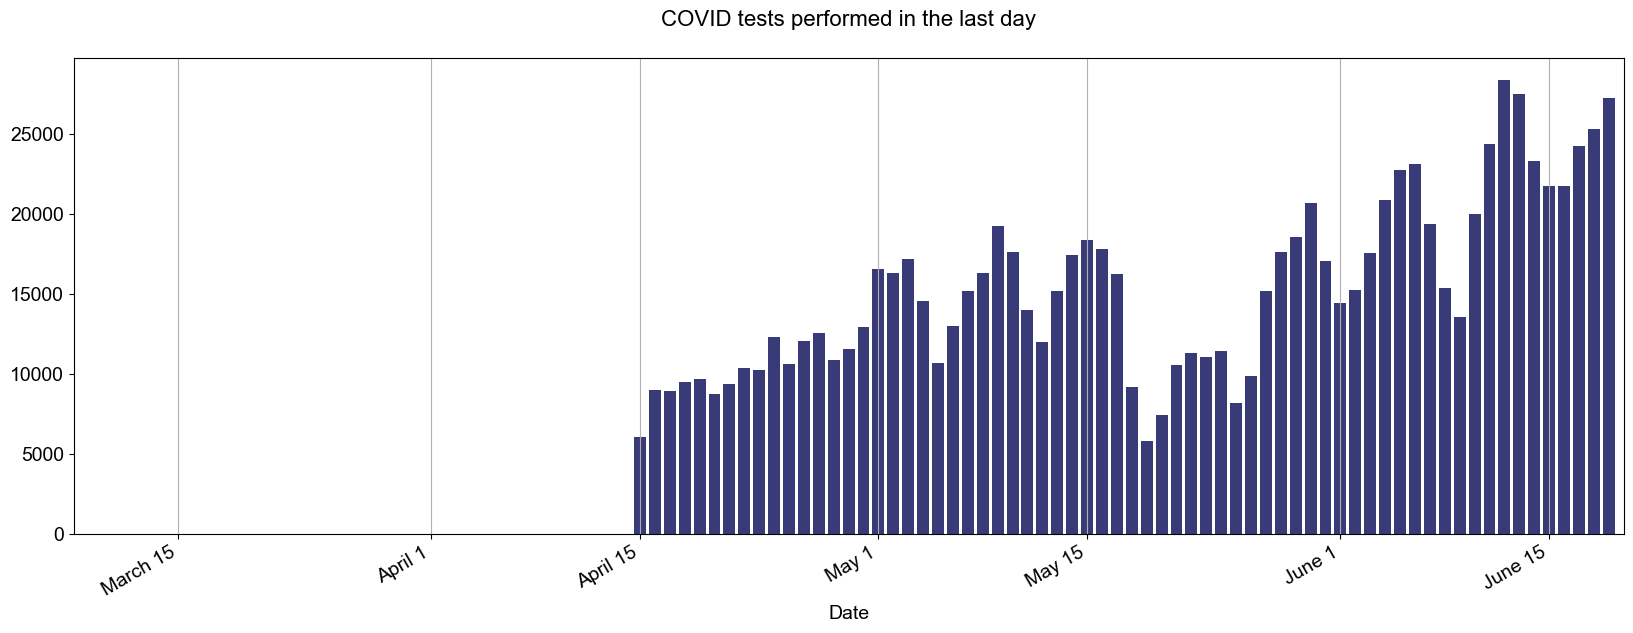 COVID tests performed in the last day
25000
20000
15000
10000
5000
0
March 15
April 1
April 15
May 1
May 15
June 1
June 15
Date